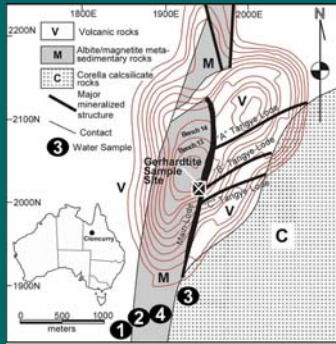 1800E 1900E 2000E
2200N
2100N
2000N
1900N
V Volcanic rocks
M Albite/magnetite meta-
sedimentary rocks
C Corella calcsilicate
rocks
Major
mineralized
structure
Contact
3 Water Sample
N
M
V
Bench 14
Bench 13
"A" Tangye Lode
Gerhardtite
Sample
Site
"B" Tangye Lode
"C" Tangye Lode
V
V
Main Lode
C
Cloncurry
M
3
4
2
1
0 500 1000
meters